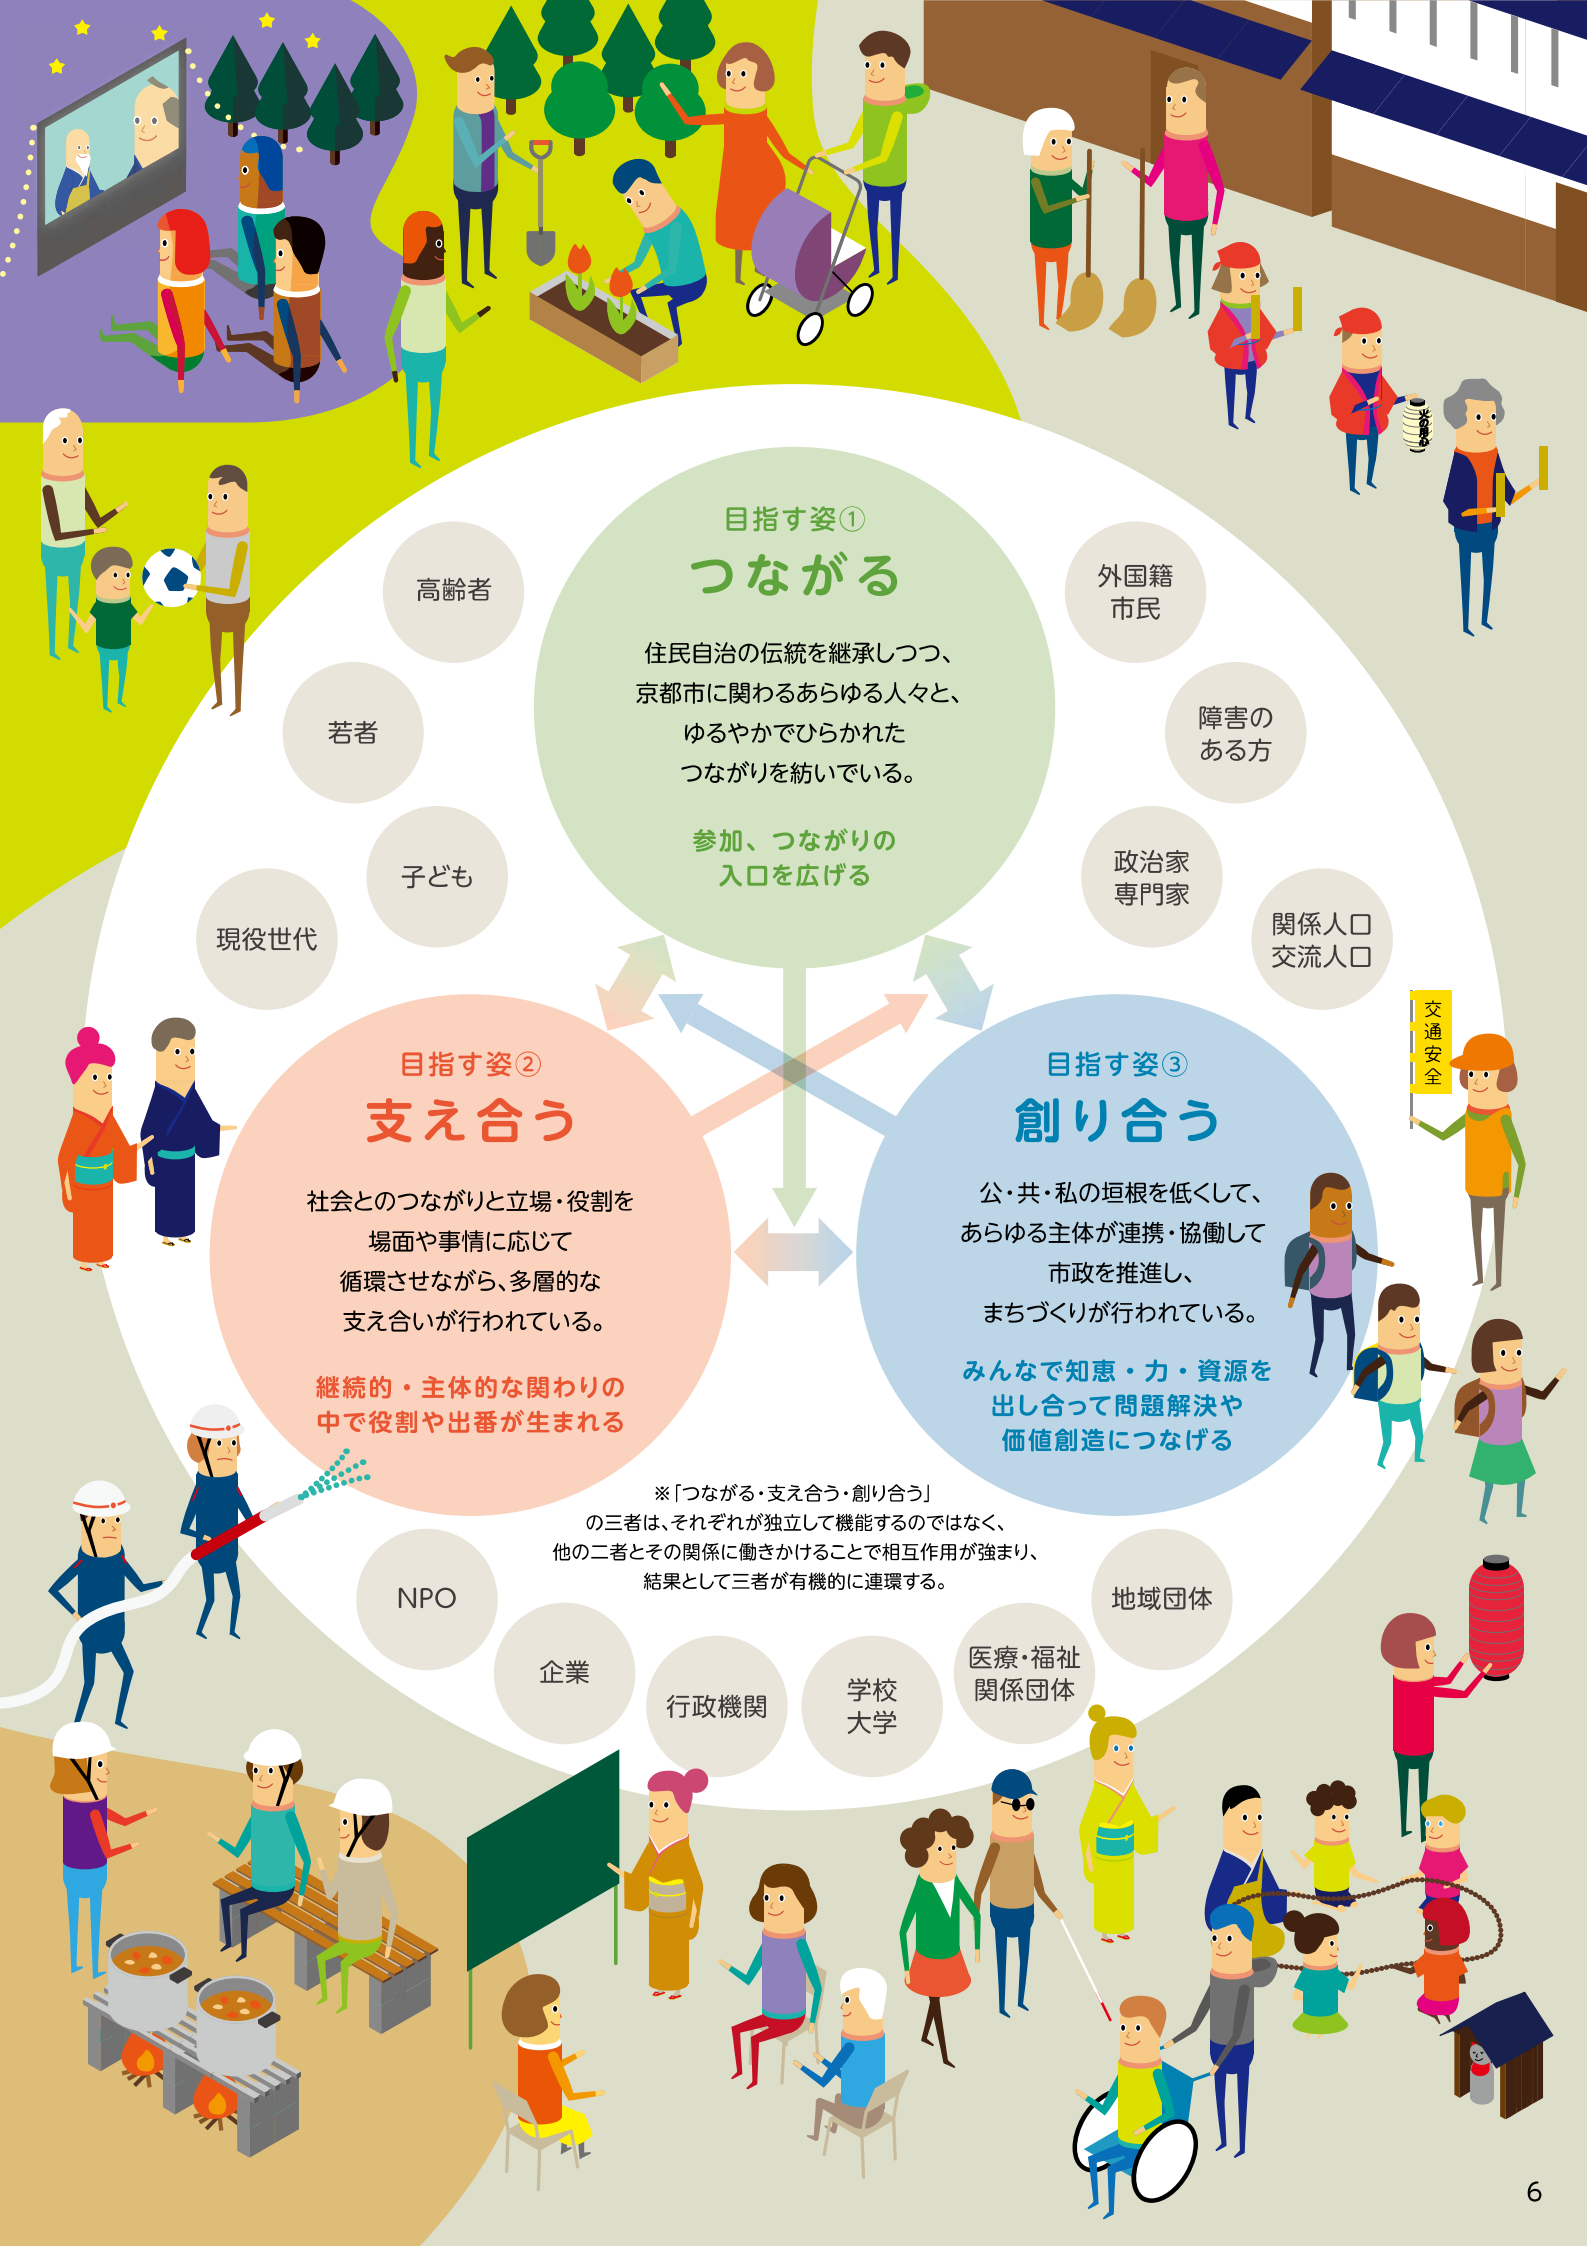 火の用心
目指す姿①
つながる
住民自治の伝統を継承しつつ、
京都市に関わるあらゆる人々と、
ゆるやかでひらかれた
つながりを紡いでいる。
参加、つながりの
入口を広げる
高齢者
若者
子ども
現役世代
外国籍
市民
障害の
ある方
政治家
専門家
関係人口
交流人口
交通安全
目指す姿②
支え合う
社会とのつながりと立場・役割を
場面や事情に応じて
循環させながら、多層的な
支え合いが行われている。
継続的・主体的な関わりの
中で役割や出番が生まれる
目指す姿③
創り合う
公・共・私の垣根を低くして、
あらゆる主体が連携・協働して
市政を推進し、
まちづくりが行われている。
みんなで知恵・力・資源を
出し合って問題解決や
価値創造につなげる
※「つながる・支え合う・創り合う」
の三者は、それぞれが独立して機能するのではなく、
他の二者とその関係に働きかけることで相互作用が強まり、
結果として三者が有機的に連環する。
NPO
企業
行政機関
学校
大学
医療・福祉
関係団体
地域団体
6